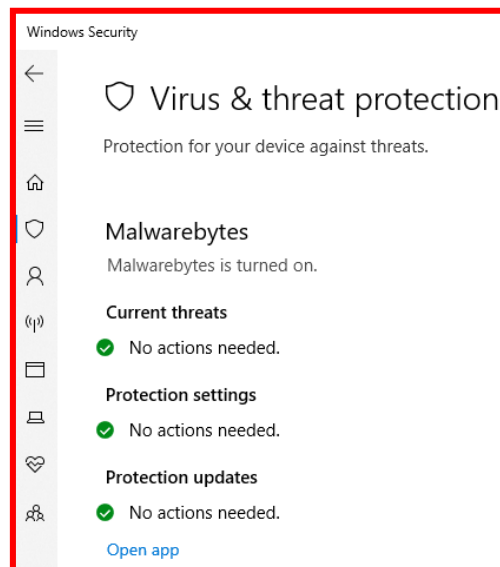 Windows Security
Virus & threat protection
Protection for your device against threats.
Malwarebytes
Malwarebytes is turned on.
Current threats
No actions needed.
Protection settings
No actions needed.
Protection updates
No actions needed.
Open app